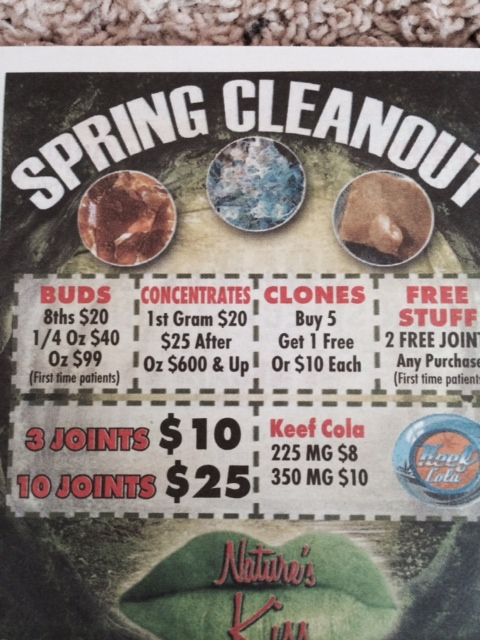 SPRING CLEANOUT
BUDS
8ths $20
1/4 Oz $40
Oz $99
(First time patients)
CONCENTRATES
1st Gram $20
$25 After
Oz $600 & Up
CLONES
Buy 5
Get 1 Free
Or $10 Each
FREE
STUFF
2 FREE JOINT
Any Purchase
(First time patients
3 JOINTS $10
10 JOINTS $25
Keef Cola
225 MG $8
350 MG $10
Keef
Cola
Nature's
Kiss